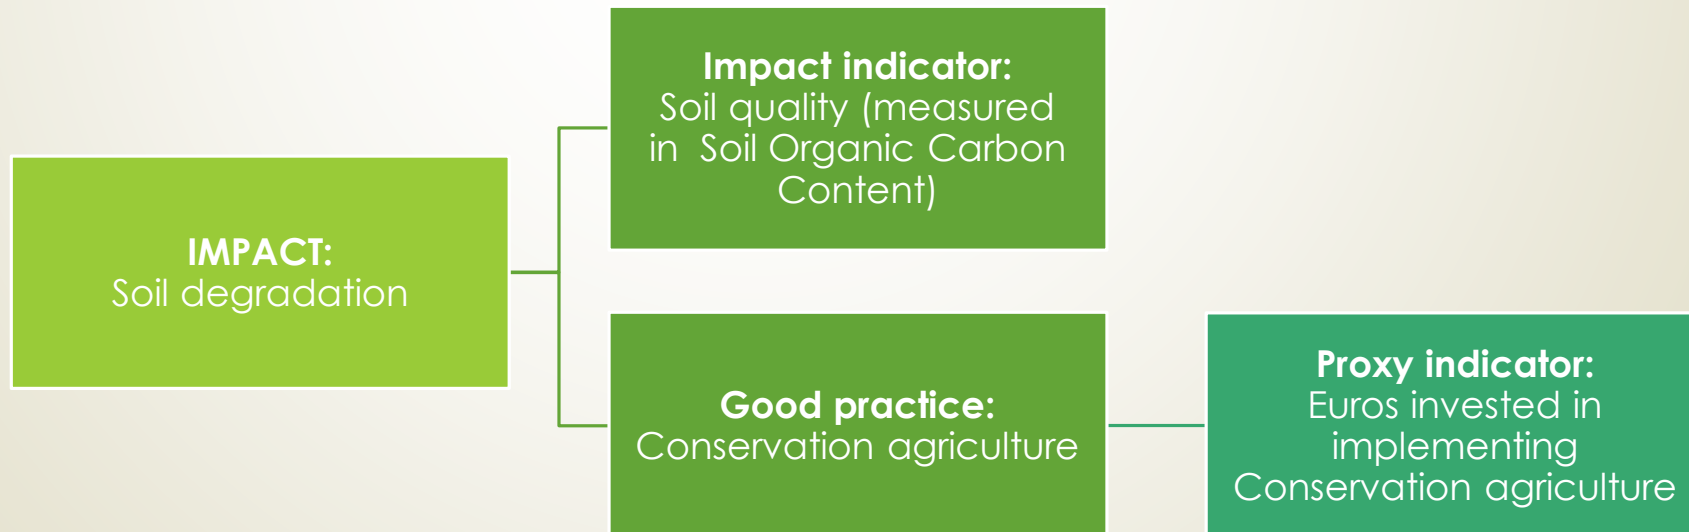 IMPACT:
Soil degradation
Impact indicator:
Soil quality (measured
in  Soil Organic Carbon
Content)
Good practice:
Conservation agriculture
Proxy indicator:
Euros invested in
implementing
Conservation agriculture